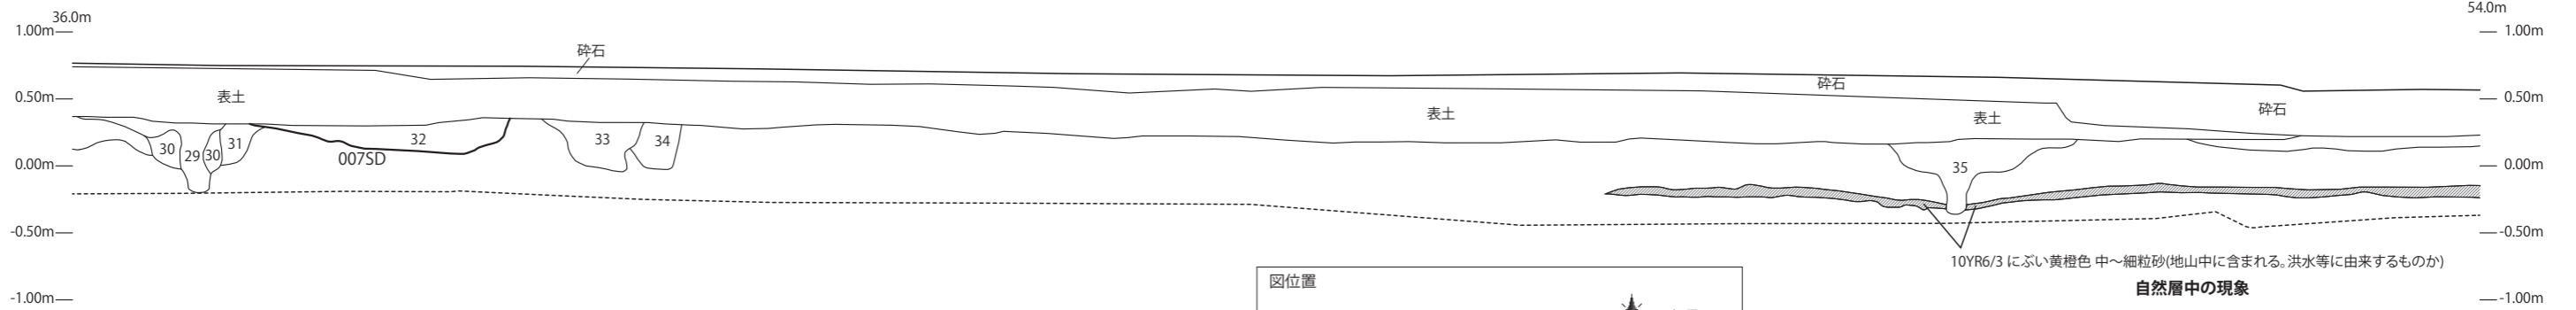 36.0m
54.0m
1.00m
1.00m
砕石
砕石
0.50m
表土
0.50m
砕石
表土
表土
30
29
30
31
32
33
34
35
007SD
0.00m
0.00m
-0.50m
-0.50m
10YR6/3 にぶい黄橙色 中〜細粒砂(地山中に含まれる。洪水等に由来するものか)
自然層中の現象
図位置
-1.00m
-1.00m